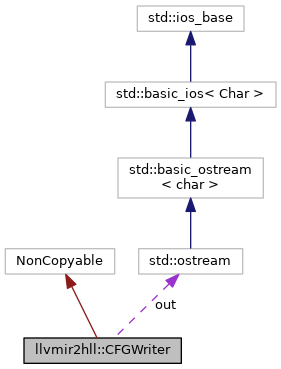 std::ios_base
std::basic_ios< Char >
std::basic_ostream
< char >
NonCopyable
std::ostream
out
llvmir2hll::CFGWriter